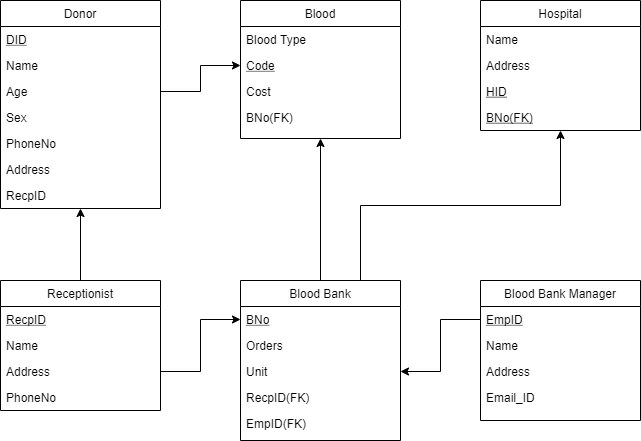 Donor
DID
Name
Age
Sex
PhoneNo
Address
RecpID
Blood
Blood Type
Code
Cost
BNo(FK)
Hospital
Name
Address
HID
BNo(FK)
Receptionist
RecpID
Name
Address
PhoneNo
Blood Bank
BNo
Orders
Unit
RecpID(FK)
EmpID(FK)
Blood Bank Manager
EmpID
Name
Address
Email_ID